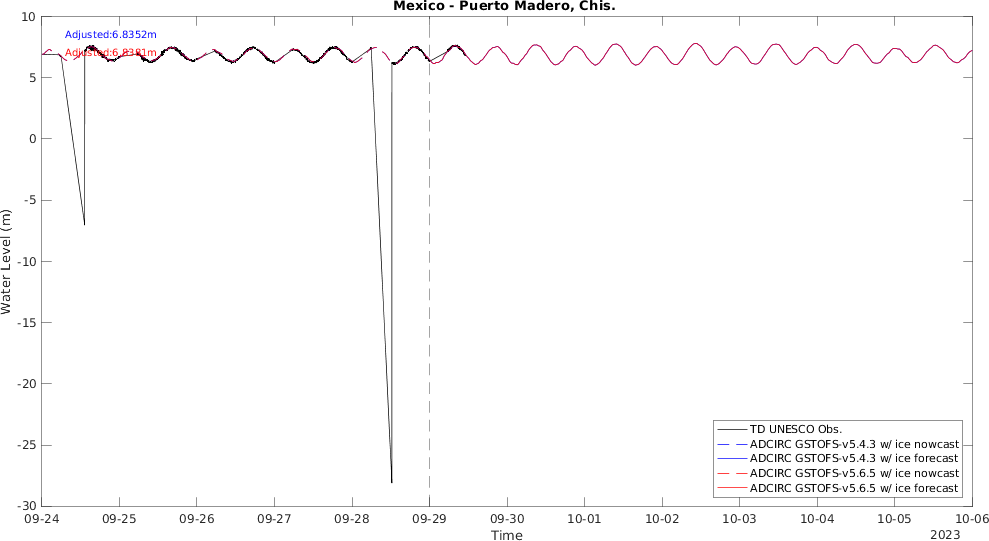 Mexico - Puerto Madero, Chis.
Adjusted:6.8352m
Adjusted:6.8381m
10
5
0
-5
-10
-15
-20
-25
-30
Water Level (m)
TD UNESCO Obs.
ADCIRC GSTOFS-v5.4.3 w/ ice nowcast
ADCIRC GSTOFS-v5.4.3 w/ ice forecast
ADCIRC GSTOFS-v5.6.5 w/ ice nowcast
ADCIRC GSTOFS-v5.6.5 w/ ice forecast
09-24 09-25 09-26 09-27 09-28 09-29 09-30 10-01 10-02 10-03 10-04 10-05 10-06
Time
2023